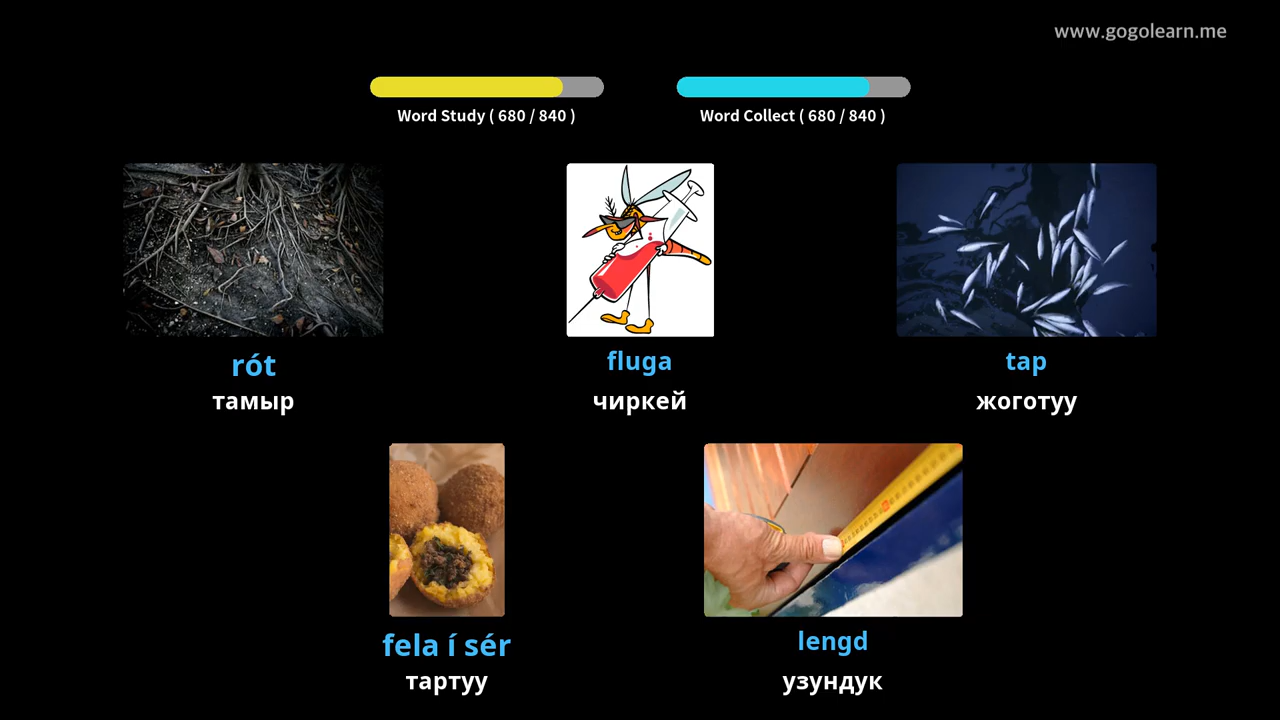 www.gogolearn.me
Word Study ( 680 / 840 )
Word Collect ( 680 / 840 )
rót
тамыр
fluga
чиркей
tap
жоготуу
fela í sér
тартуу
lengd
узундук